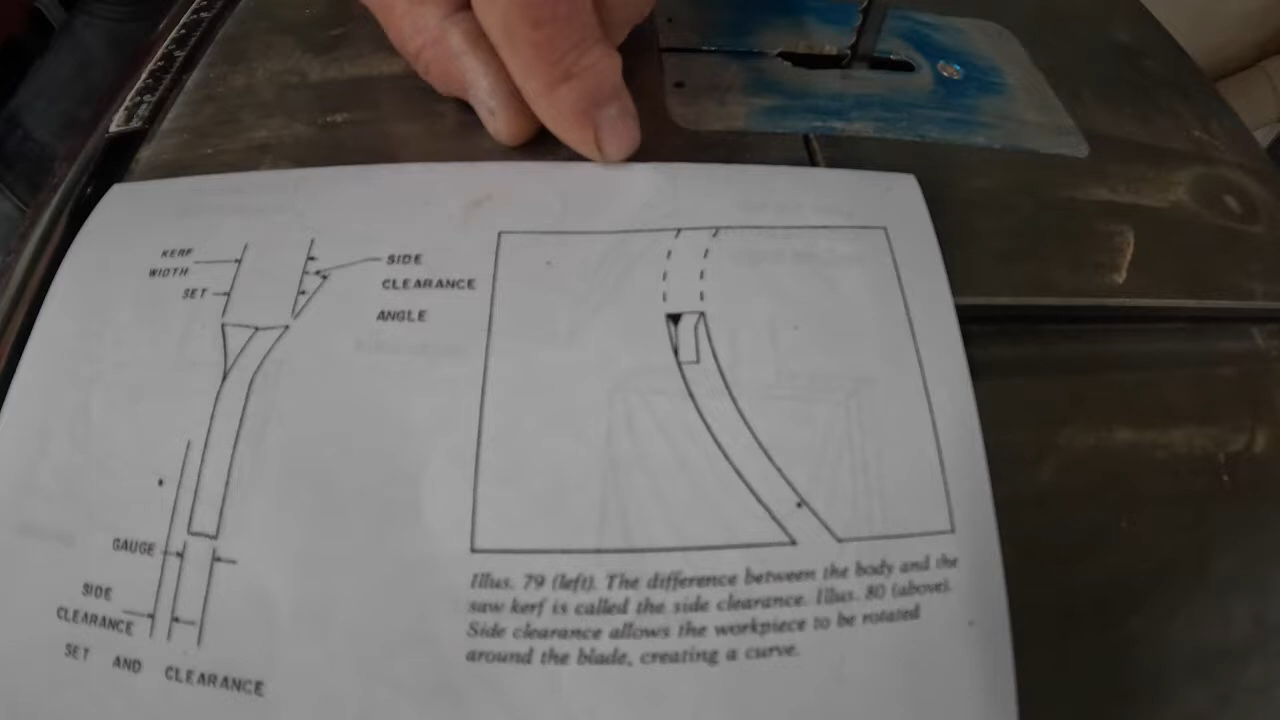 KERF
WIDTH
SET
SIDE
CLEARANCE
ANGLE
GAUGE
SIDE
CLEARANCE
SET AND CLEARANCE
Illus. 79 (left). The difference between the body and the
saw kerf is called the side clearance. Illus. 80 (above).
Side clearance allows the workpiece to be rotated
around the blade, creating a curve.